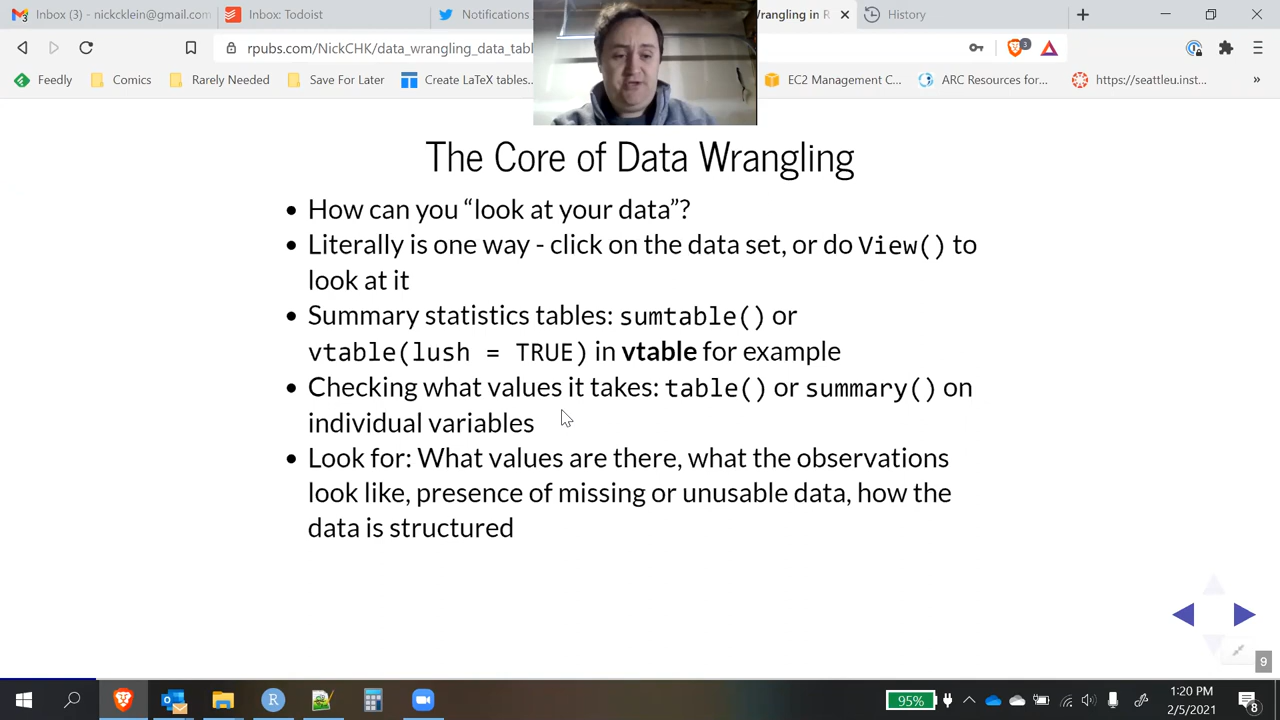 Inbox (3) - nickcklein@gmail.com
Inbox: Todoist
Notifications
Wrangling in R
History
rpubs.com/NickCHK/data_wrangling_data_tabl
3
Feedly
Comics
Rarely Needed
Save For Later
Create LaTeX tables...
EC2 Management C...
ARC Resources for...
https://seattleu.inst...
The Core of Data Wrangling
• How can you “look at your data”?
• Literally is one way - click on the data set, or do View() to
look at it
• Summary statistics tables: sumtable() or
vtable(lush = TRUE) in vtable for example
• Checking what values it takes: table() or summary() on
individual variables
• Look for: What values are there, what the observations
look like, presence of missing or unusable data, how the
data is structured
9
95%
1:20 PM
2/5/2021
8